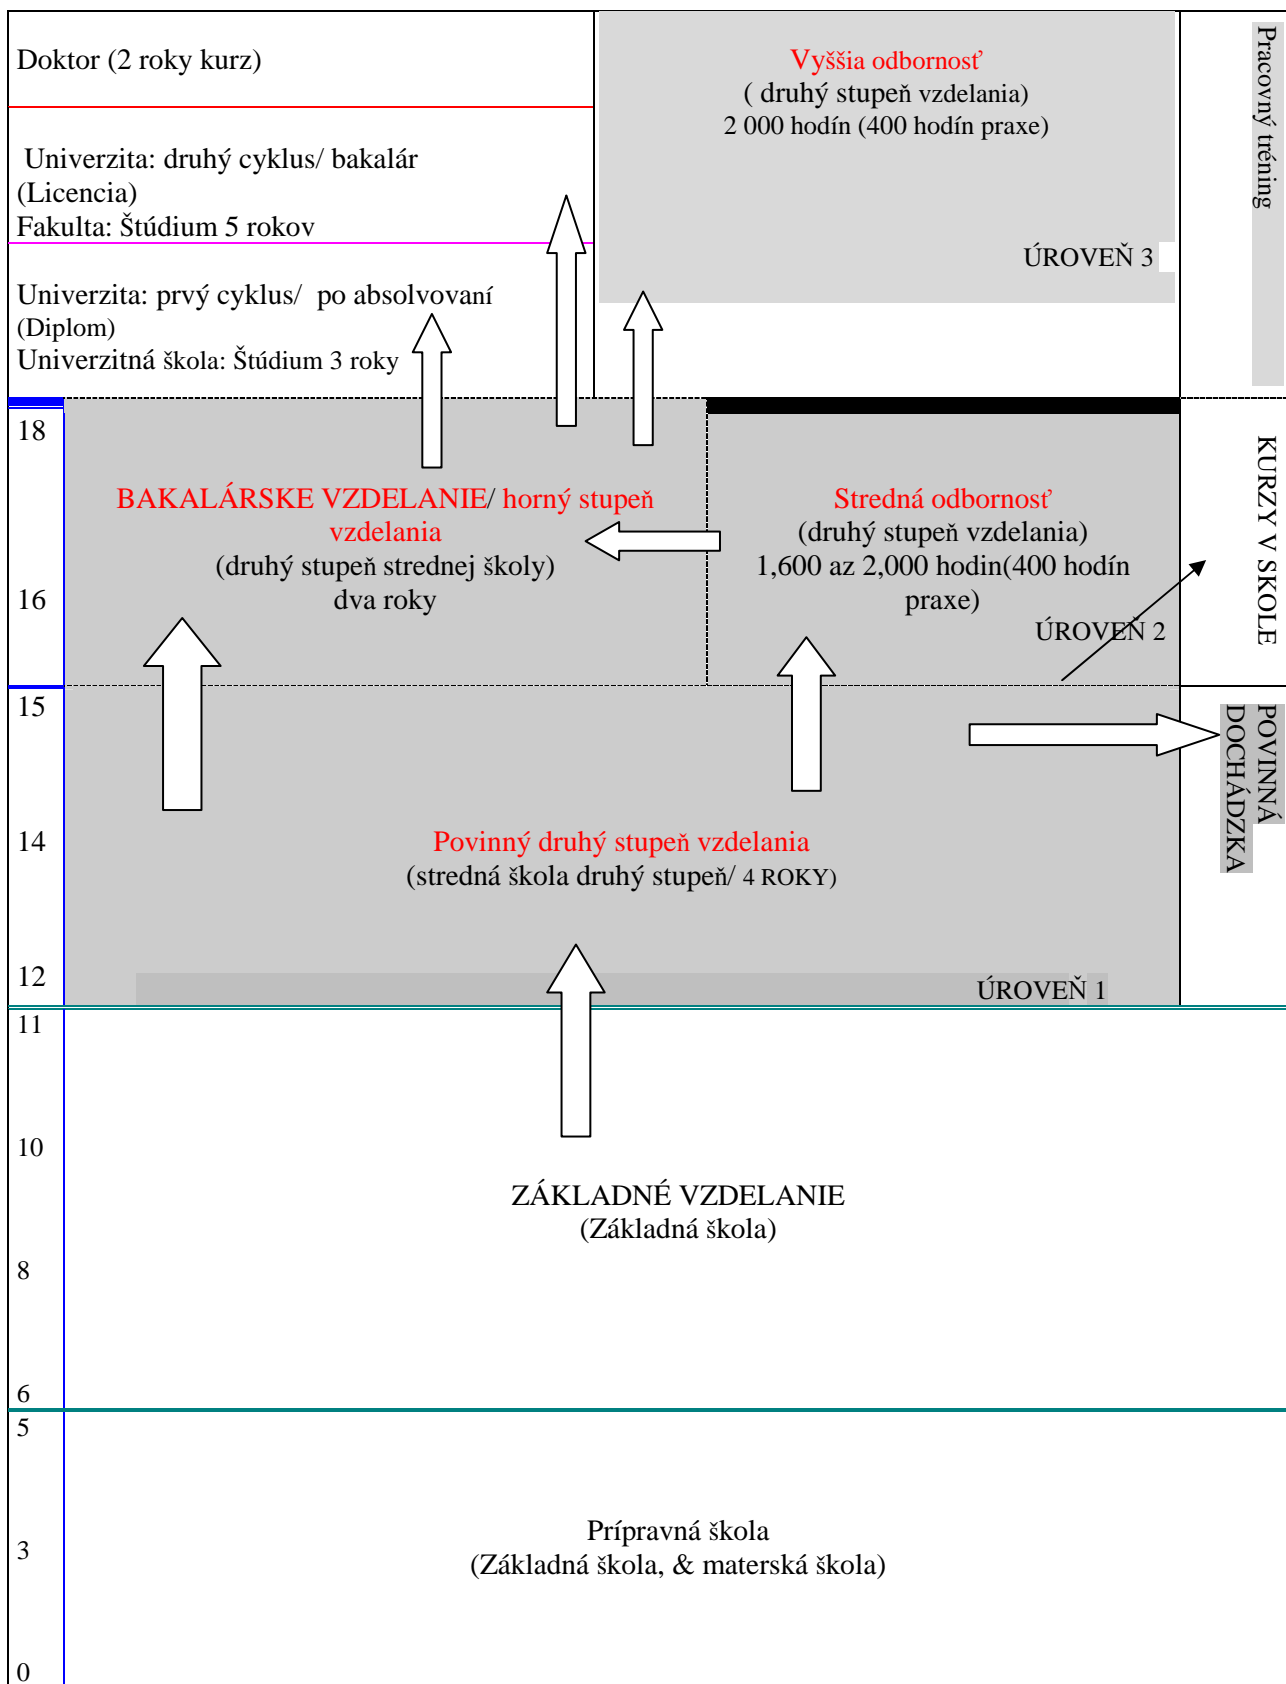 Doktor (2 roky kurz)
Univerzita: druhý cyklus/ bakalár
(Licencia)
Fakulta: Štúdium 5 rokov
Univerzita: prvý cyklus/ po absolvovaní
(Diplom)
Univerzitná škola: Štúdium 3 roky
Vyššia odbornosť
( druhý stupeň vzdelania)
2 000 hodín (400 hodín praxe)
ÚROVEŇ 3
Pracovný tréning
18
BAKALÁRSKE VZDELANIE/ horný stupeň
vzdelania
(druhý stupeň strednej školy)
dva roky
16
Stredná odbornosť
(druhý stupeň vzdelania)
1,600 az 2,000 hodin(400 hodín
praxe)
ÚROVEŇ 2
KURZY V SKOLE
15
POVINNÁ
DOCHÁDZKA
14
Povinný druhý stupeň vzdelania
(stredná škola druhý stupeň/ 4 ROKY)
12
ÚROVEŇ 1
11
10
ZÁKLADNÉ VZDELANIE
(Základná škola)
8
6
5
Prípravná škola
3
(Základná škola, & materská škola)
0